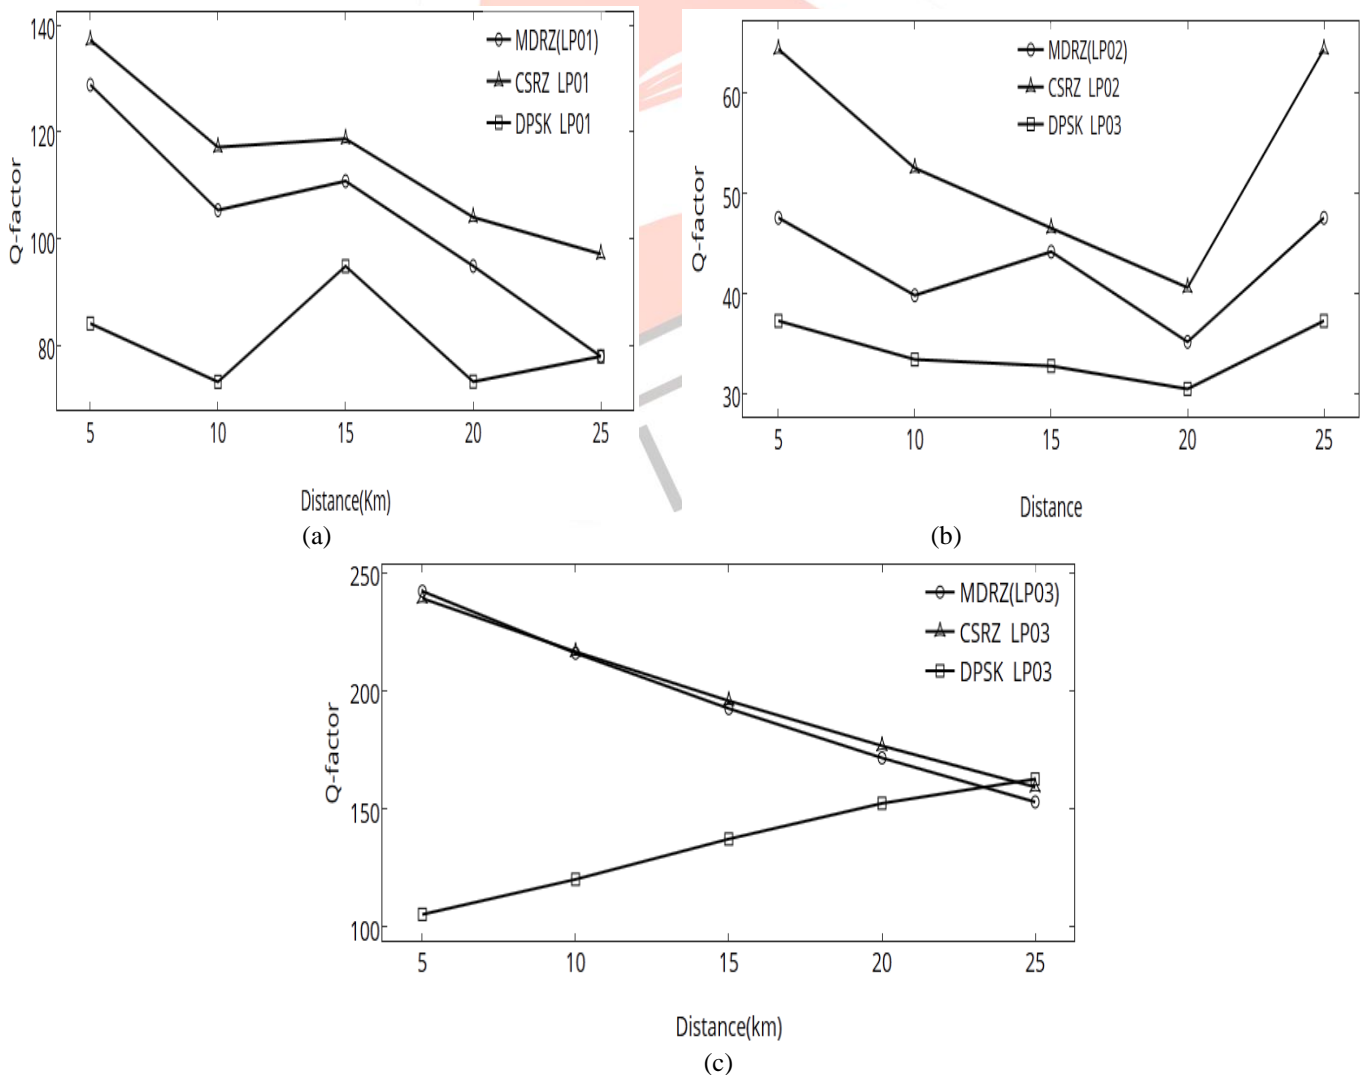 140
120
100
80
Q-factor
MDRZ(LP01)
CSRZ LP01
DPSK LP01
5 10 15 20 25
Distance(Km)
(a)
60
50
40
30
Q-factor
MDRZ(LP02)
CSRZ LP02
DPSK LP03
5 10 15 20 25
Distance
(b)
250
200
150
100
Q-factor
MDRZ(LP03)
CSRZ LP03
DPSK LP03
5 10 15 20 25
Distance(km)
(c)